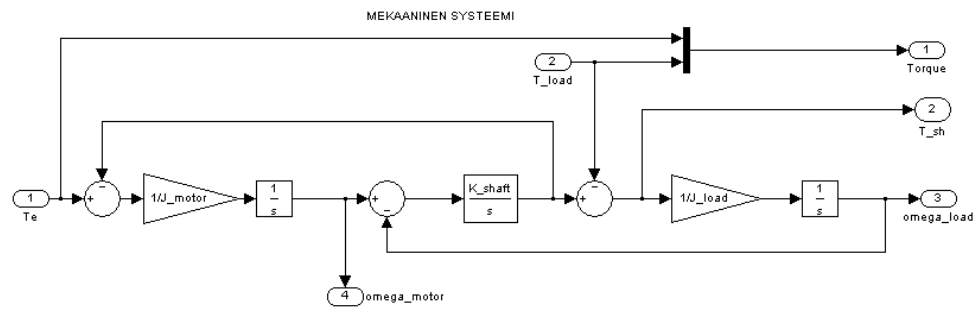 MEKAANINEN SYSTEEMI
1
Torque
2
T_load
2
T_sh
1
Te
+
−
1/J_motor
1
s
+
−
K_shaft
s
+
−
1/J_load
1
s
3
omega_load
4
omega_motor